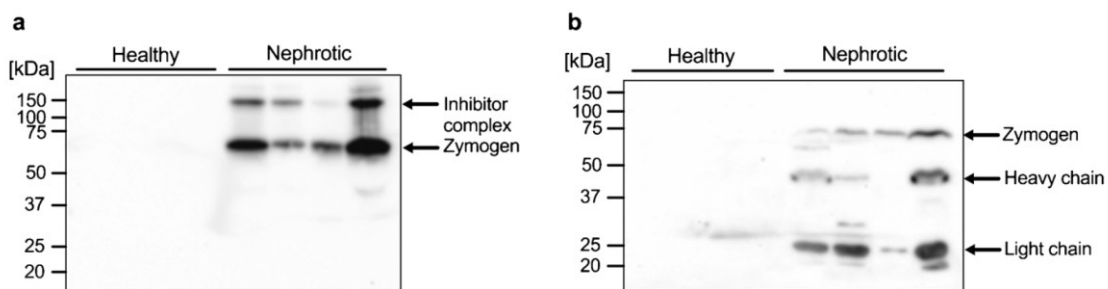 a
Healthy Nephrotic
[kDa]
150
100
75
50
37
25
20
Inhibitor
complex
Zymogen
b
Healthy Nephrotic
[kDa]
150
100
75
50
37
25
20
Zymogen
Heavy chain
Light chain